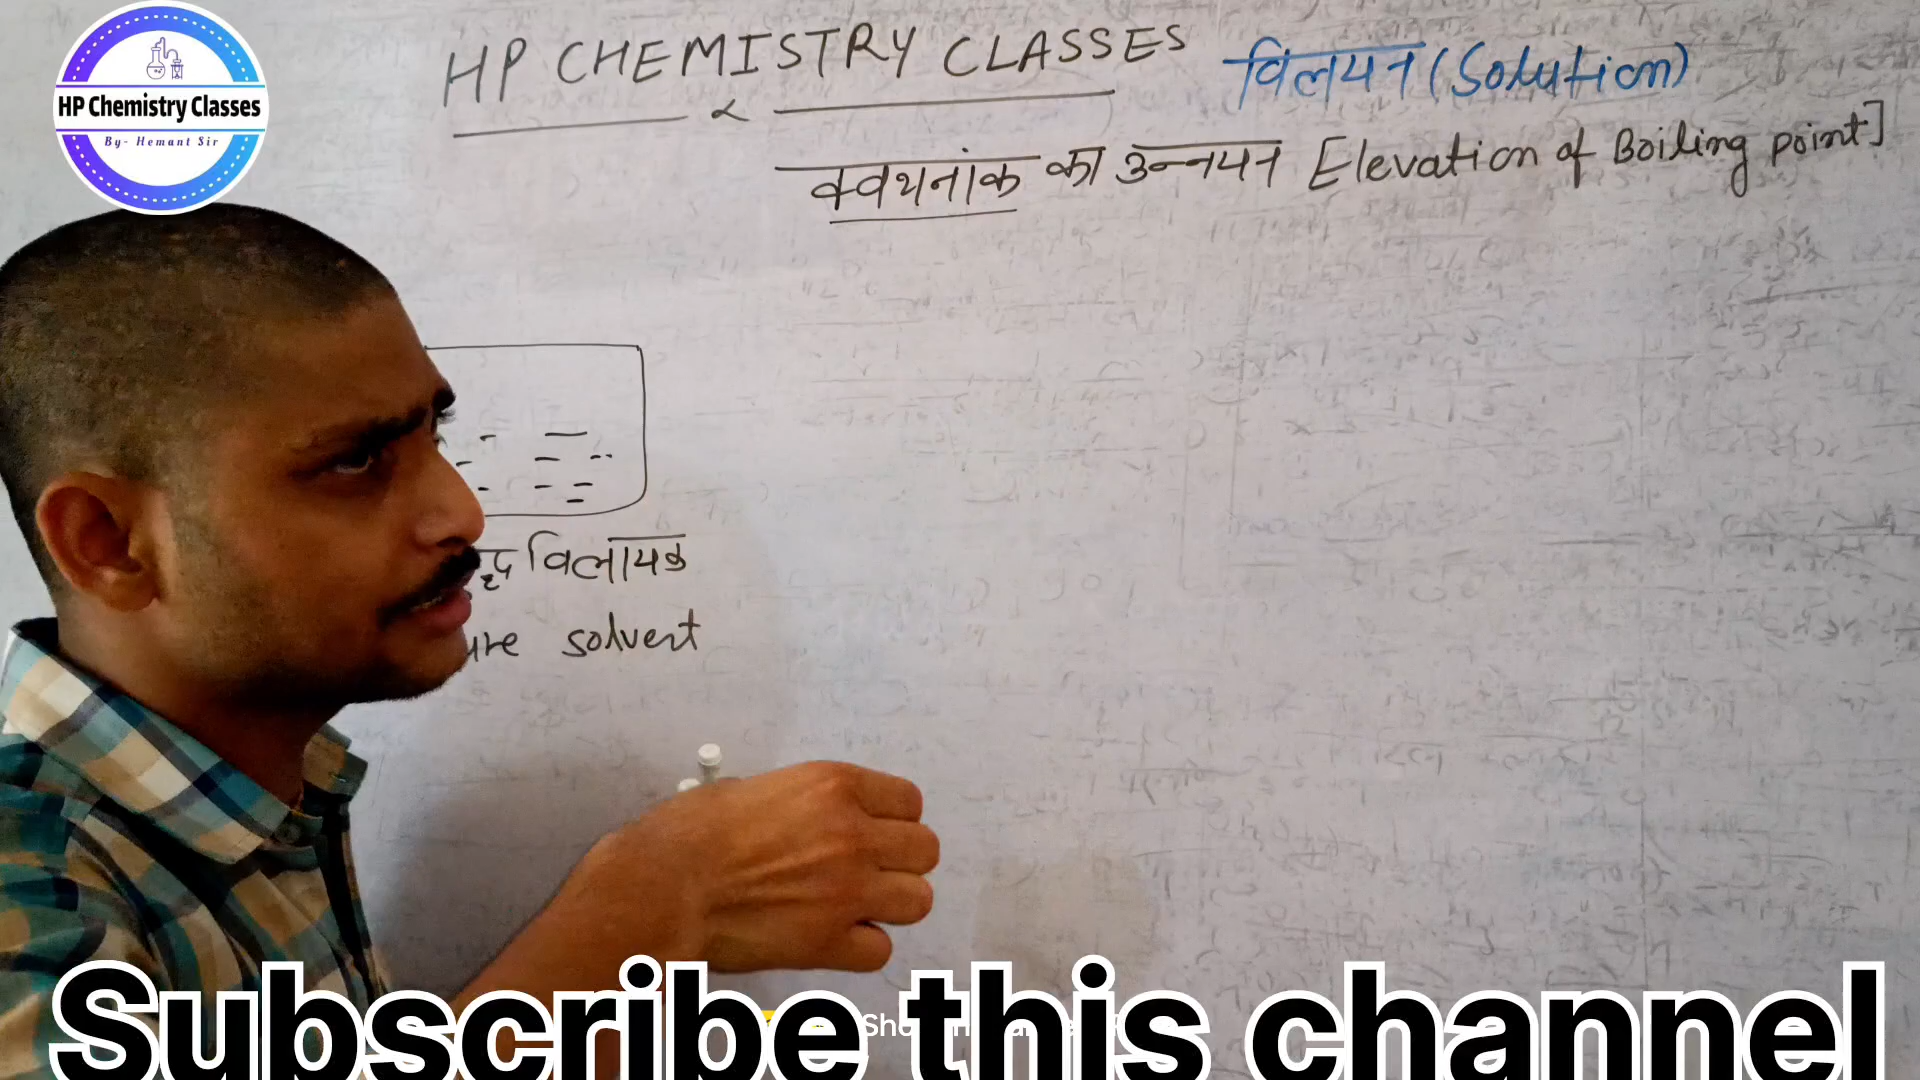 HP Chemistry Classes
By- Hemant Sir
HP CHEMISTRY CLASSES
विलयन (Solution)
क्वथनांक का उन्नयन [Elevation of Boiling point]
विलायक
solvent
Subscribe this channel